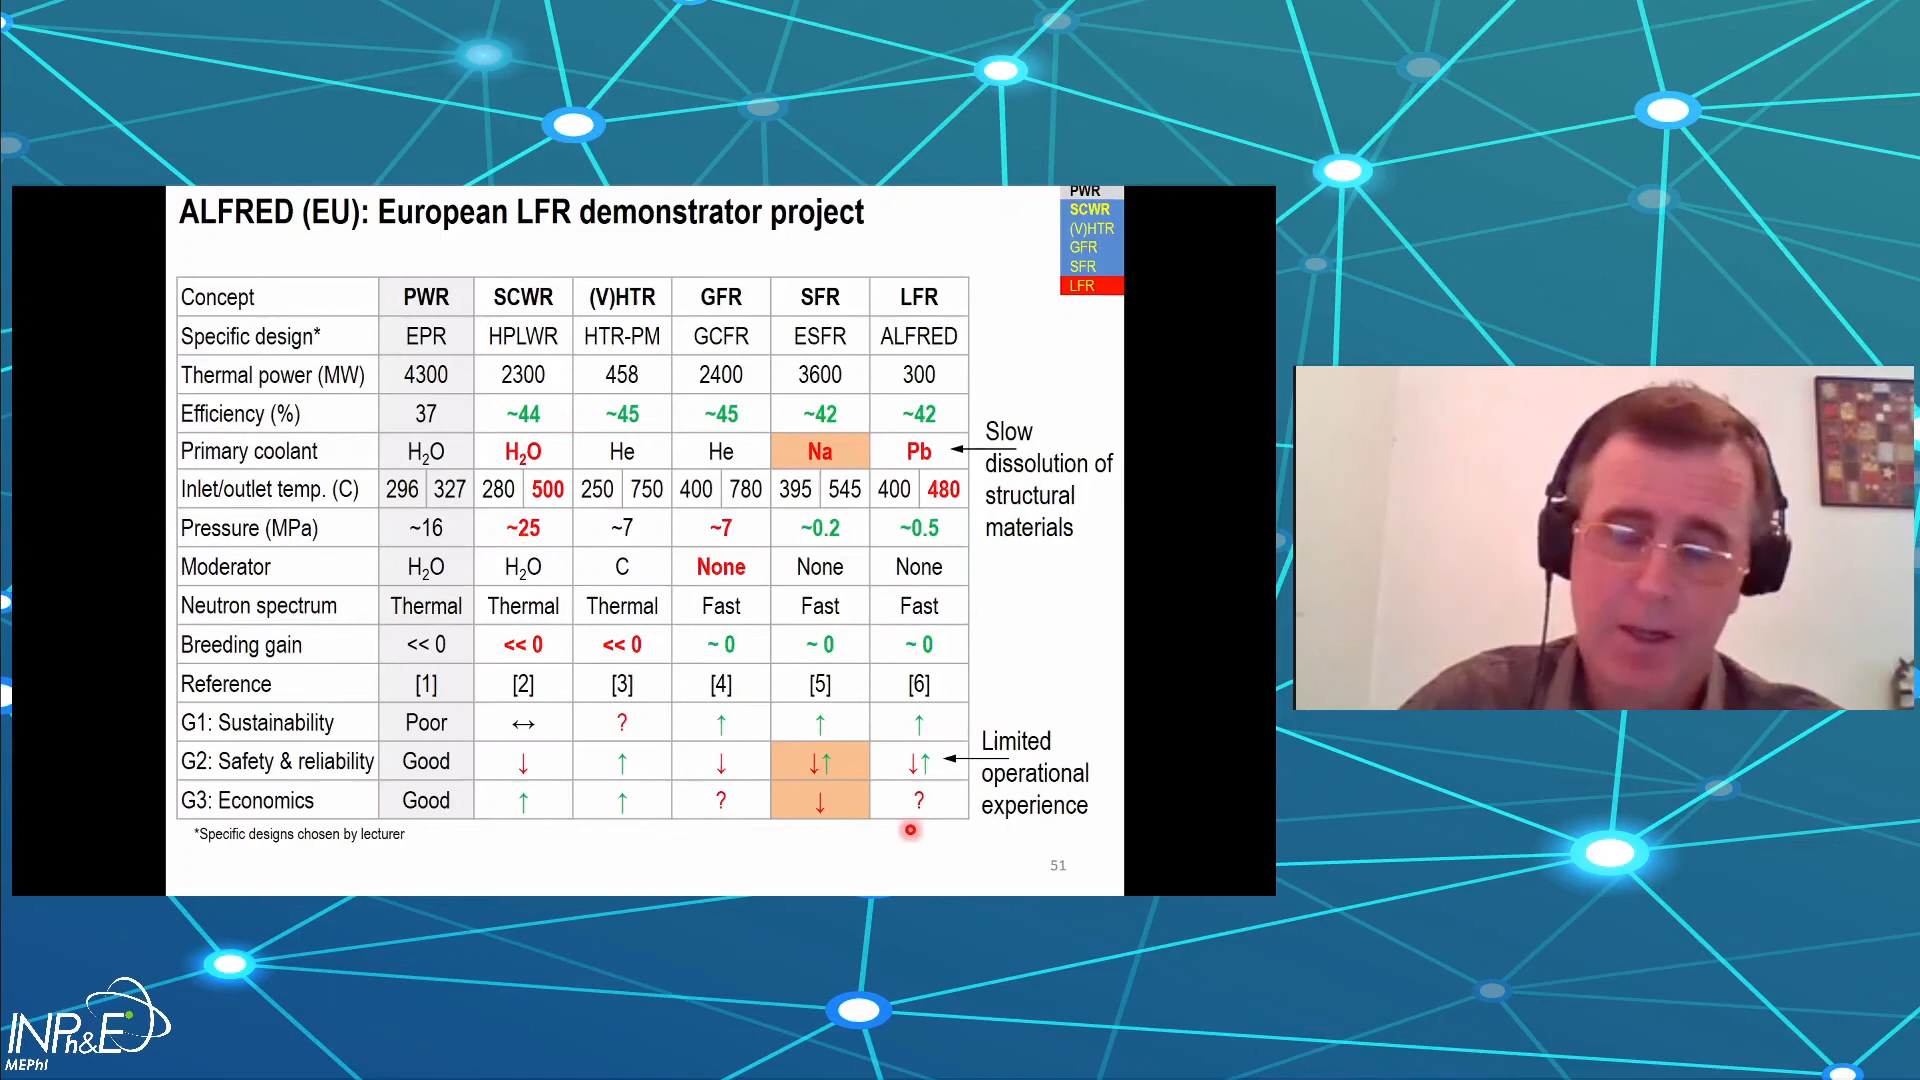 ALFRED (EU): European LFR demonstrator project
PWR
SCWR
(V)HTR
GFR
SFR
LFR
Concept PWR SCWR (V)HTR GFR SFR LFR
Specific design* EPR HPLWR HTR-PM GCFR ESFR ALFRED
Thermal power (MW) 4300 2300 458 2400 3600 300
Efficiency (%) 37 ~44 ~45 ~45 ~42 ~42
Primary coolant H₂O H₂O He He Na Pb
Inlet/outlet temp. (C) 296 327 280 500 250 750 400 780 395 545 400 480
Pressure (MPa) ~16 ~25 ~7 ~7 ~0.2 ~0.5
Moderator H₂O H₂O C None None None
Neutron spectrum Thermal Thermal Thermal Fast Fast Fast
Breeding gain << 0 << 0 << 0 ~ 0 ~ 0 ~ 0
Reference [1] [2] [3] [4] [5] [6]
G1: Sustainability Poor ↔ ? ↑ ↑ ↑
G2: Safety & reliability Good ↓ ↑ ↓ ↓↑ ↓↑
G3: Economics Good ↑ ↑ ? ↓ ?
Slow
dissolution of
structural
materials
Limited
operational
experience
*Specific designs chosen by lecturer
51
INPh&E
MEPhI